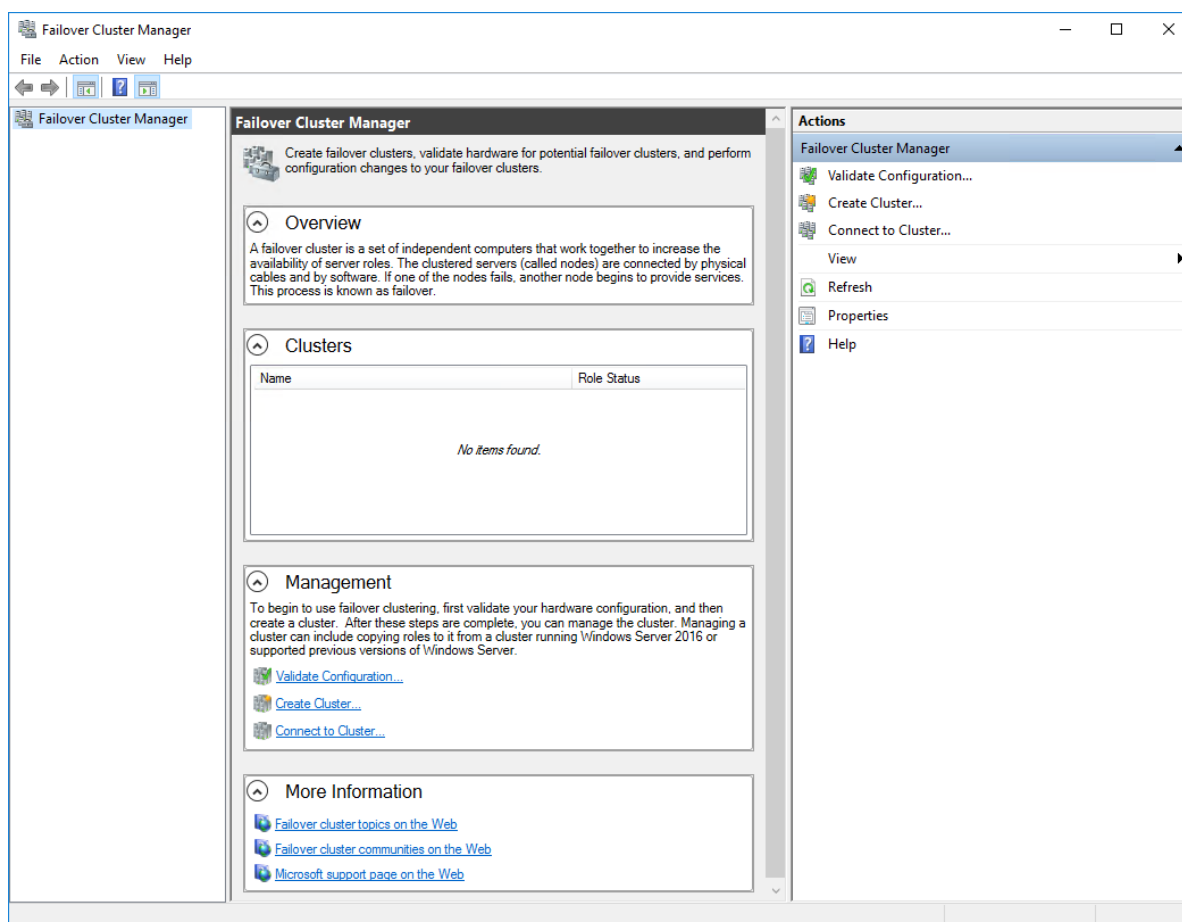 Failover Cluster Manager
File Action View Help
Failover Cluster Manager
Failover Cluster Manager
Create failover clusters, validate hardware for potential failover clusters, and perform
configuration changes to your failover clusters.
Overview
A failover cluster is a set of independent computers that work together to increase the
availability of server roles. The clustered servers (called nodes) are connected by physical
cables and by software. If one of the nodes fails, another node begins to provide services.
This process is known as failover.
Clusters
Name Role Status
No items found.
Management
To begin to use failover clustering, first validate your hardware configuration, and then
create a cluster. After these steps are complete, you can manage the cluster. Managing a
cluster can include copying roles to it from a cluster running Windows Server 2016 or
supported previous versions of Windows Server.
Validate Configuration...
Create Cluster...
Connect to Cluster...
More Information
Failover cluster topics on the Web
Failover cluster communities on the Web
Microsoft support page on the Web
Actions
Failover Cluster Manager
Validate Configuration...
Create Cluster...
Connect to Cluster...
View
Refresh
Properties
Help